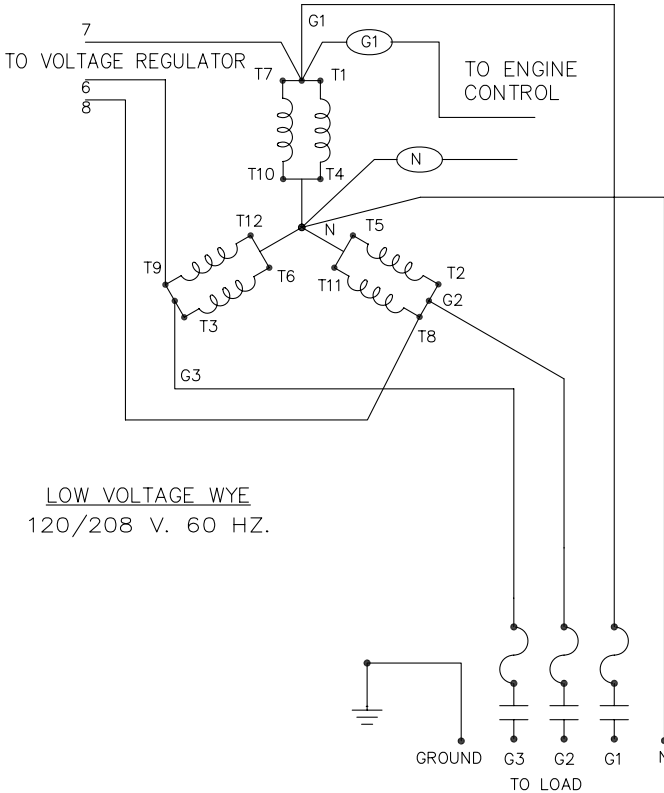 G1
7
G1
TO VOLTAGE REGULATOR
T7
T1
TO ENGINE
CONTROL
6
8
T10
T4
N
T12
N
T5
T9
T6
T11
T2
T3
G2
T8
G3
LOW VOLTAGE WYE
120/208 V. 60 HZ.
GROUND
G3
G2
G1
N
TO LOAD